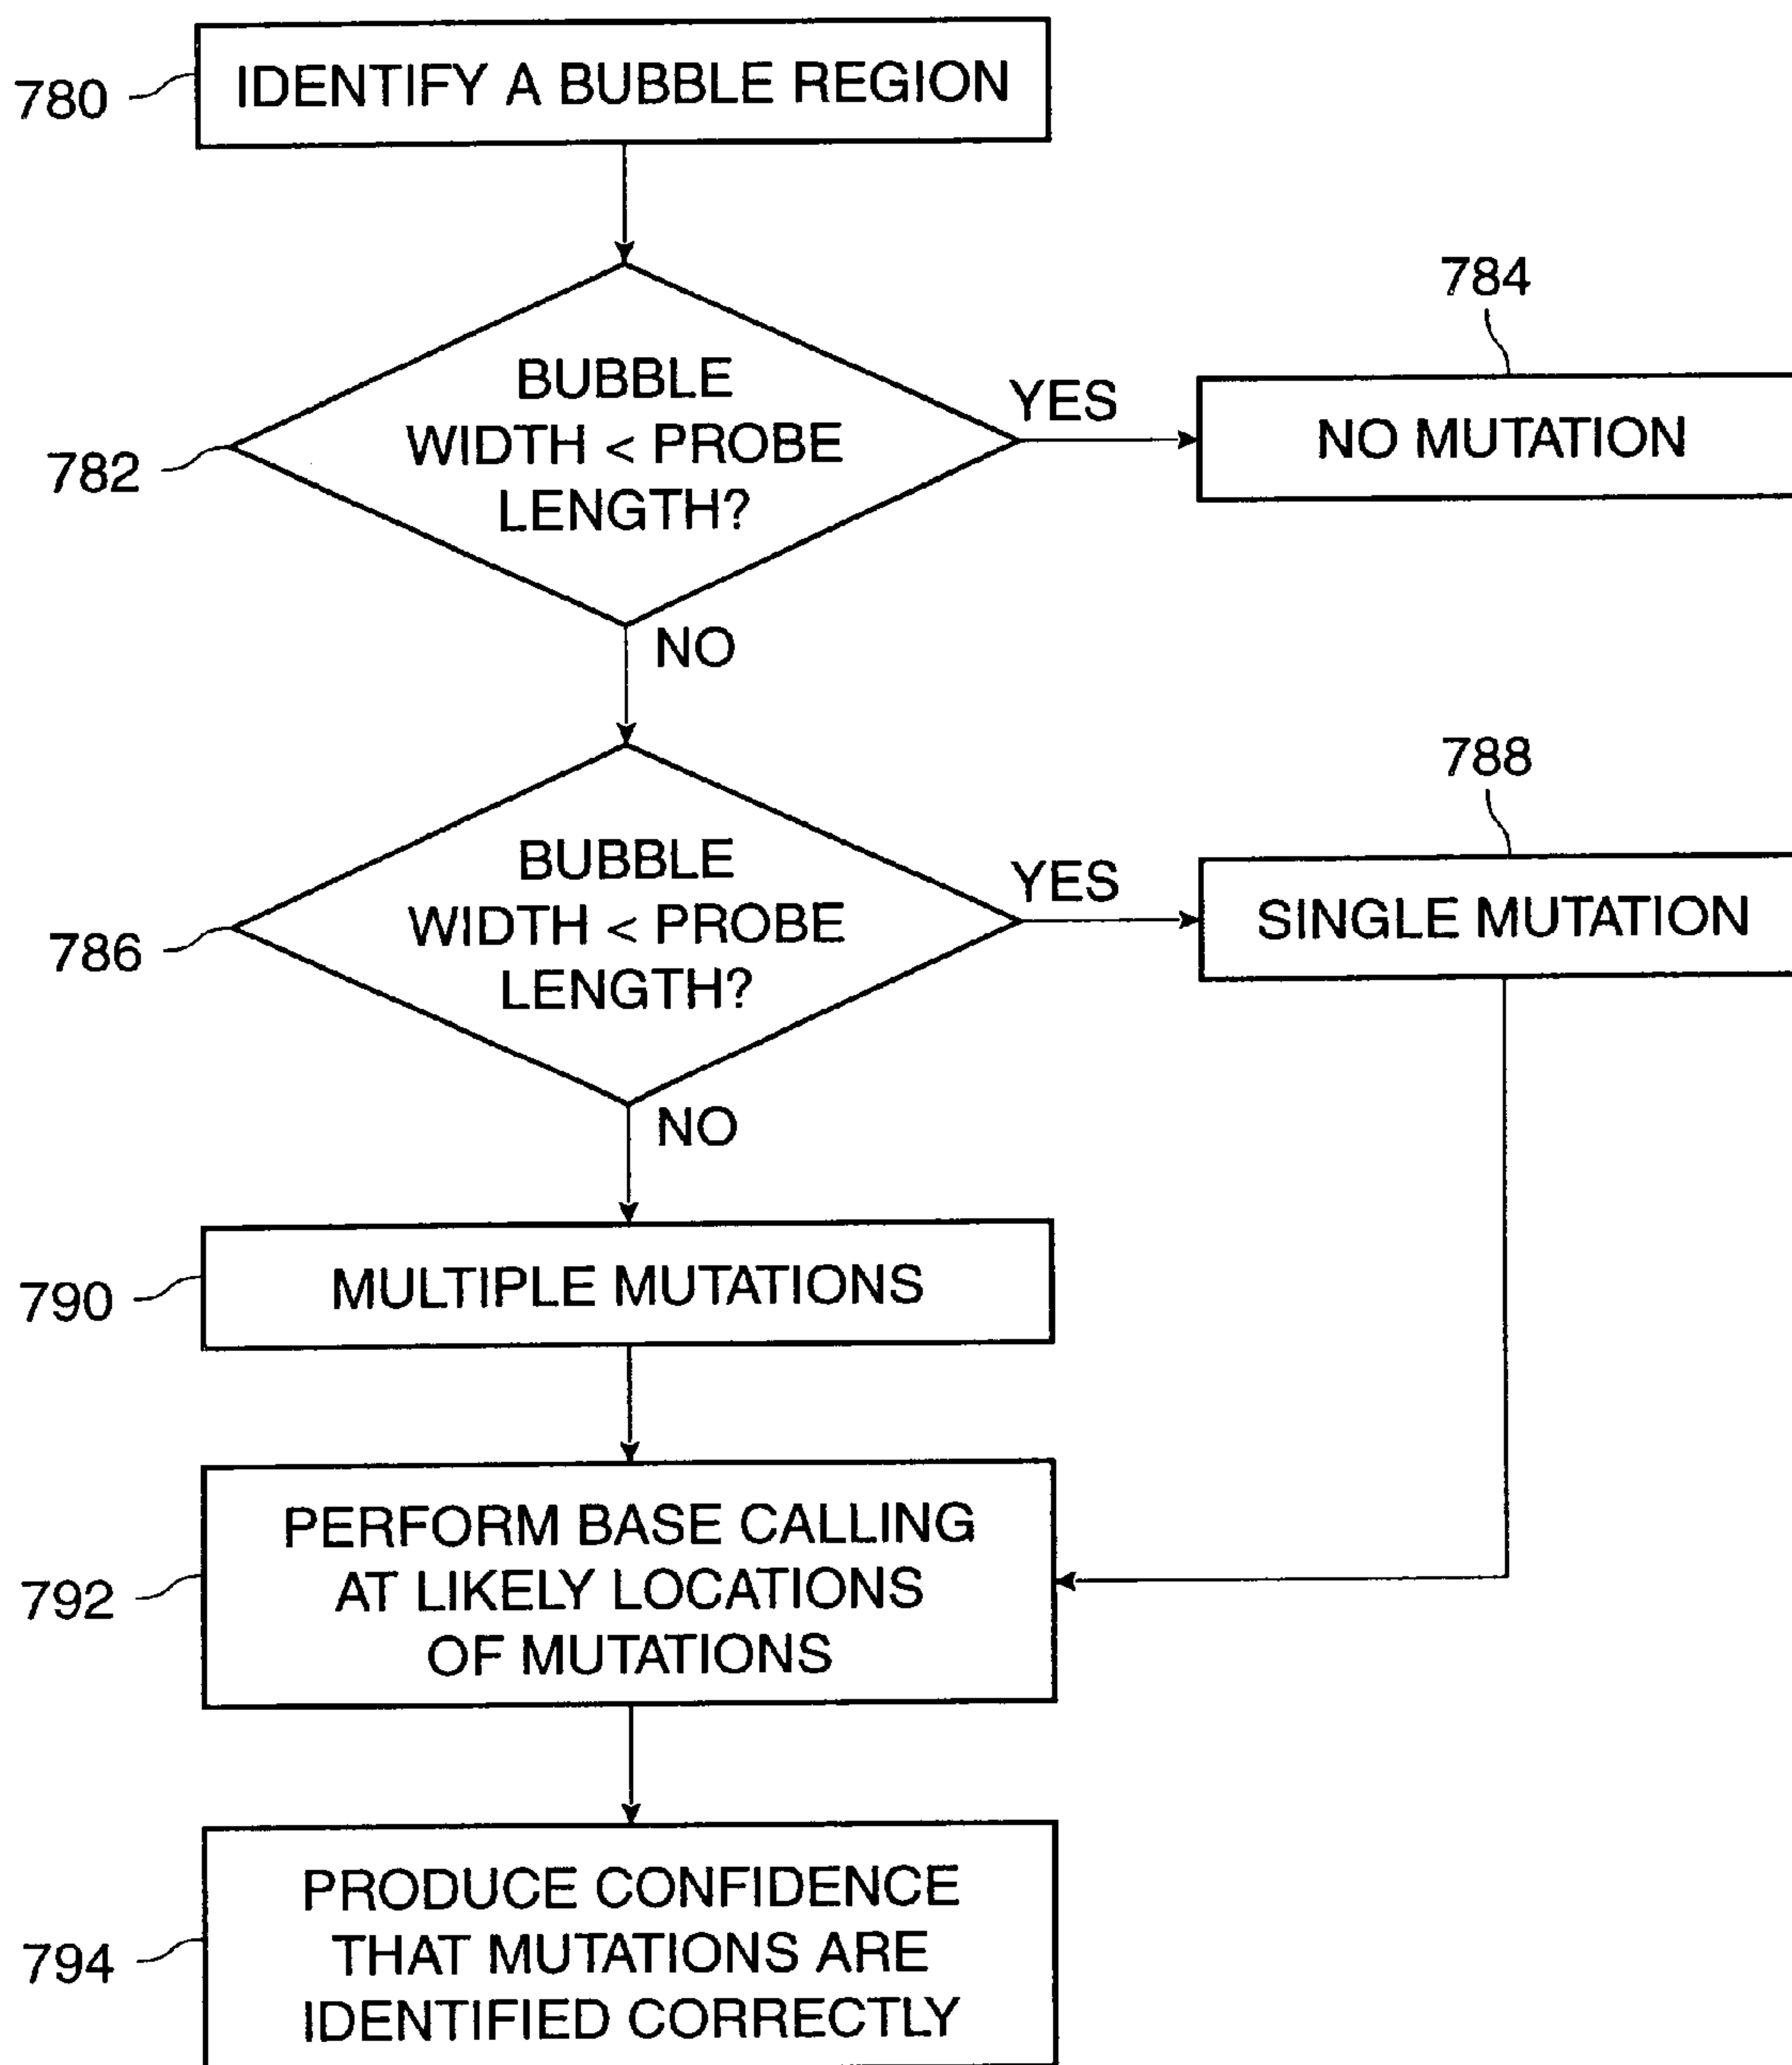 780
IDENTIFY A BUBBLE REGION
782
BUBBLE
WIDTH < PROBE
LENGTH?
YES
784
NO MUTATION
NO
786
BUBBLE
WIDTH < PROBE
LENGTH?
YES
788
SINGLE MUTATION
NO
790
MULTIPLE MUTATIONS
792
PERFORM BASE CALLING
AT LIKELY LOCATIONS
OF MUTATIONS
794
PRODUCE CONFIDENCE
THAT MUTATIONS ARE
IDENTIFIED CORRECTLY